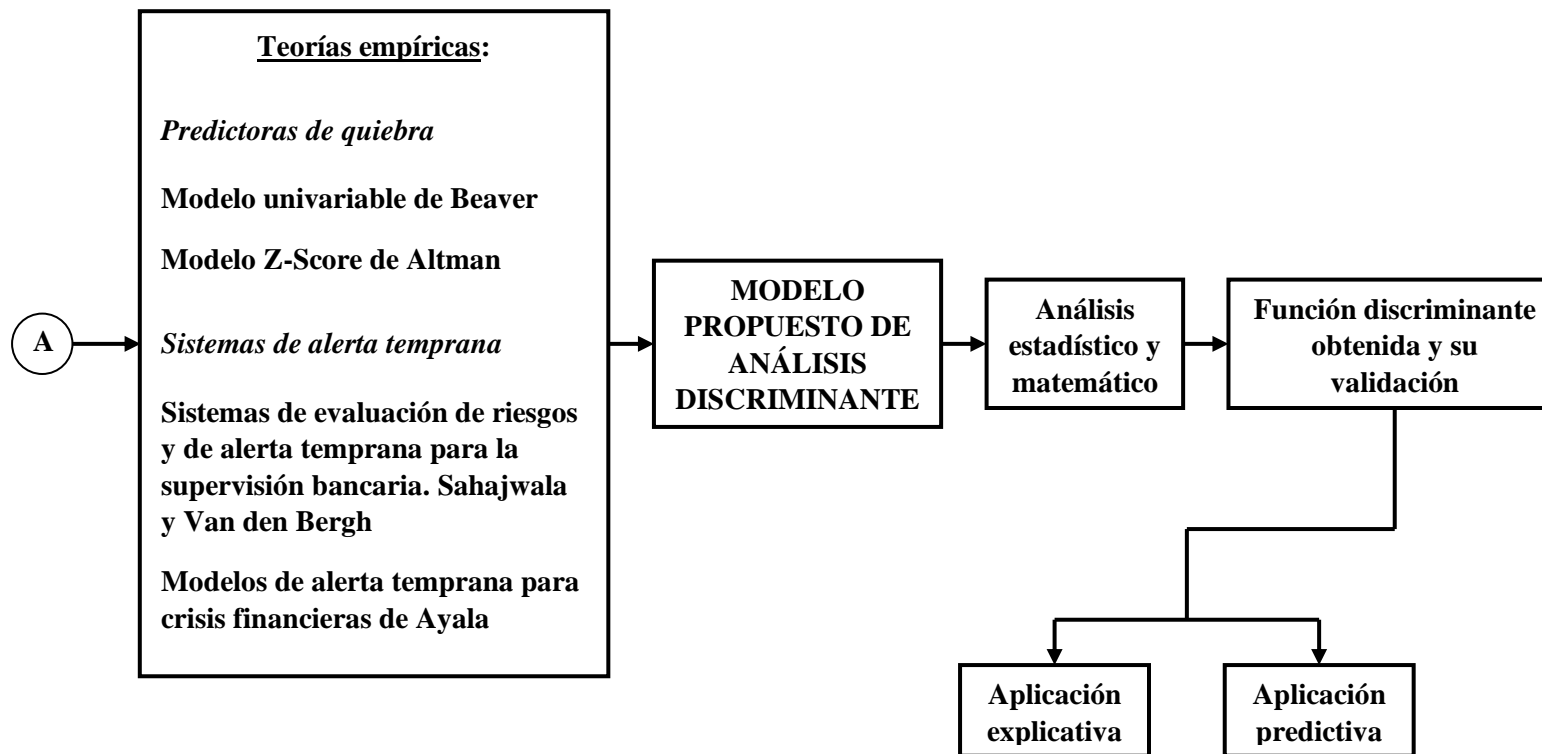 A
Teorías empíricas:
Predictoras de quiebra
Modelo univariable de Beaver
Modelo Z-Score de Altman
Sistemas de alerta temprana
Sistemas de evaluación de riesgos
y de alerta temprana para la
supervisión bancaria. Sahajwala
y Van den Bergh
Modelos de alerta temprana para
crisis financieras de Ayala
MODELO
PROPUESTO DE
ANÁLISIS
DISCRIMINANTE
Análisis
estadístico y
matemático
Función discriminante
obtenida y su
validación
Aplicación
explicativa
Aplicación
predictiva